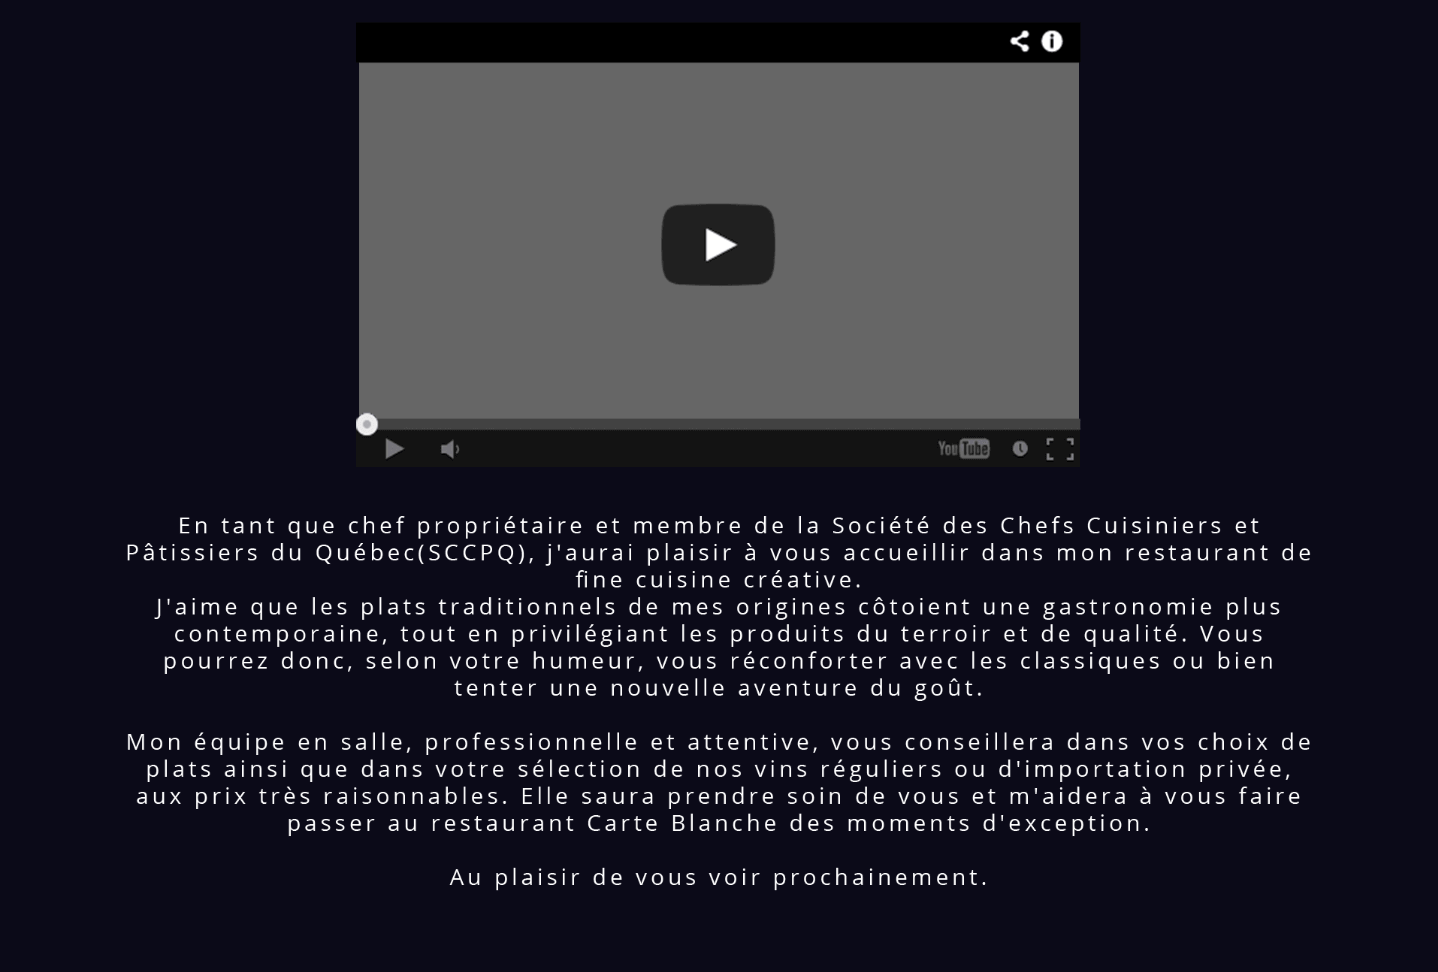 YouTube
En tant que chef propriétaire et membre de la Société des Chefs Cuisiniers et
Pâtissiers du Québec(SCCPQ), j'aurai plaisir à vous accueillir dans mon restaurant de
fine cuisine créative.
J'aime que les plats traditionnels de mes origines côtoient une gastronomie plus
contemporaine, tout en privilégiant les produits du terroir et de qualité. Vous
pourrez donc, selon votre humeur, vous réconforter avec les classiques ou bien
tenter une nouvelle aventure du goût.
Mon équipe en salle, professionnelle et attentive, vous conseillera dans vos choix de
plats ainsi que dans votre sélection de nos vins réguliers ou d'importation privée,
aux prix très raisonnables. Elle saura prendre soin de vous et m'aidera à vous faire
passer au restaurant Carte Blanche des moments d'exception.
Au plaisir de vous voir prochainement.